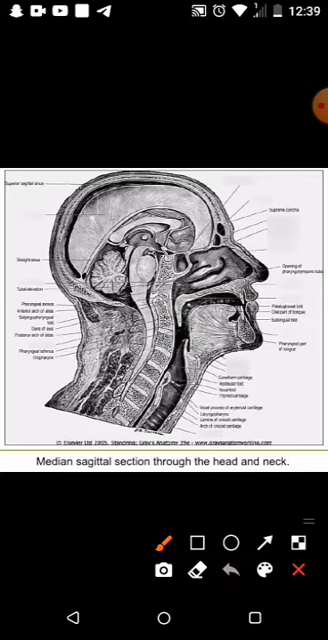 12:39
Superior sagittal sinus
Supreme concha
Straight sinus
Opening of
pharyngotympanic tube
Tubal elevation
Pharyngeal recess
Anterior arch of atlas
Salpingopharyngeal
fold
Dens of axis
Posterior arch of atlas
Palatoglossal fold
Oral part of tongue
Sublingual fold
Pharyngeal isthmus
Oropharynx
Pharyngeal part
of tongue
Cuneiform cartilage
Vestibular fold
Vocal fold
Thyroid cartilage
Vocal process of arytenoid cartilage
Laryngopharynx
Lamina of cricoid cartilage
Arch of cricoid cartilage
© Elsevier Ltd 2005. Standring: Gray's Anatomy 39e - www.graysanatomyonline.com
Median sagittal section through the head and neck.